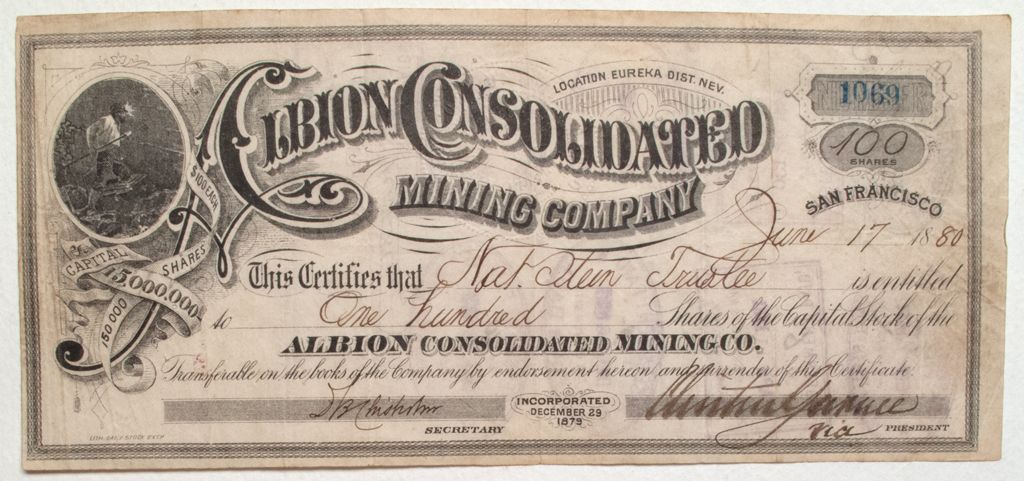 LOCATION EUREKA DIST. NEV.
ALBION CONSOLIDATED
MINING COMPANY
1069
100
SHARES
SAN FRANCISCO
CAPITAL
$15,000,000
150 000 SHARES $100 EACH
June 17 1880
This Certifies that Nat. Stein Trustee is entitled
to One hundred Shares of the Capital Stock of the
ALBION CONSOLIDATED MINING CO.
Transferable on the books of the Company by endorsement hereon and surrender of this Certificate.
INCORPORATED
DECEMBER 29
1879
SECRETARY
vice PRESIDENT